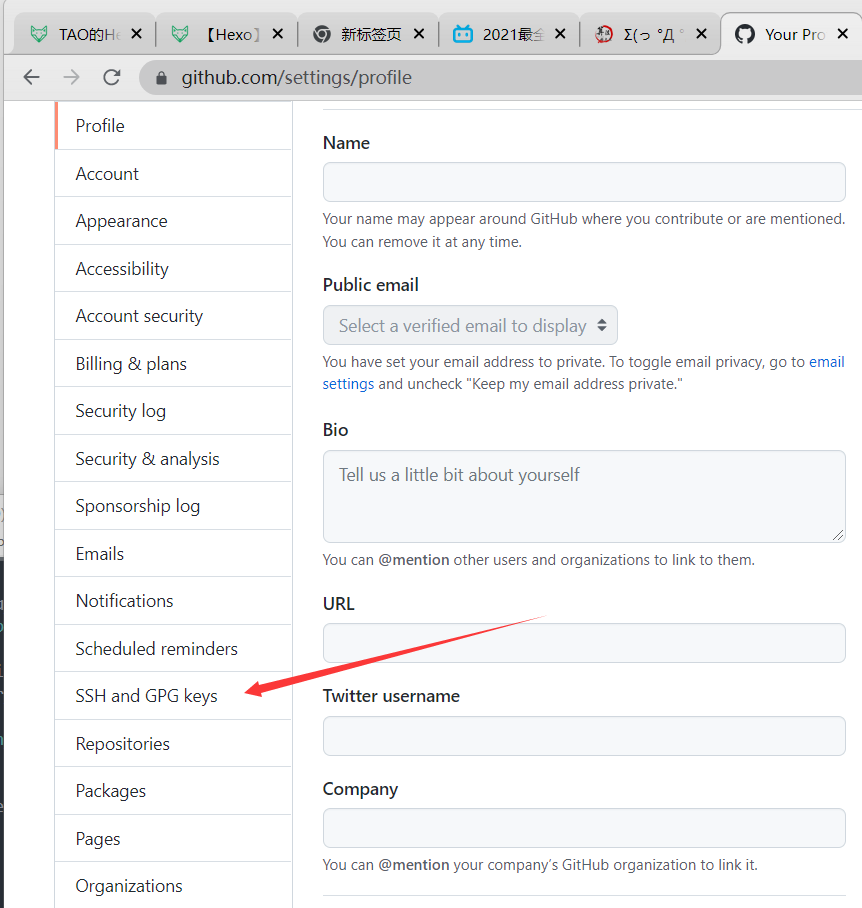 TAO的He
【Hexo】
新标签页
2021最全
Σ(っ °Д °
Your Pro
github.com/settings/profile
Profile
Account
Appearance
Accessibility
Account security
Billing & plans
Security log
Security & analysis
Sponsorship log
Emails
Notifications
Scheduled reminders
SSH and GPG keys
Repositories
Packages
Pages
Organizations
Name
Your name may appear around GitHub where you contribute or are mentioned.
You can remove it at any time.
Public email
Select a verified email to display
You have set your email address to private. To toggle email privacy, go to email
settings and uncheck "Keep my email address private."
Bio
Tell us a little bit about yourself
You can @mention other users and organizations to link to them.
URL
Twitter username
Company
You can @mention your company’s GitHub organization to link it.